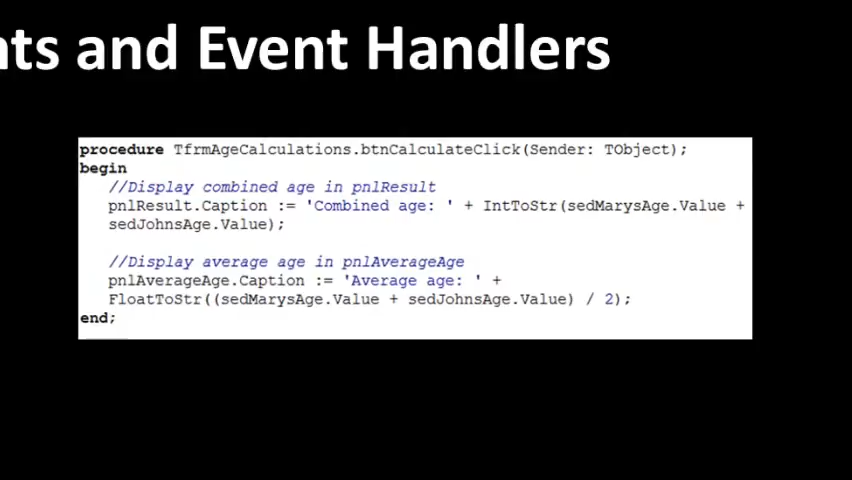 ts and Event Handlers
procedure TfrmAgeCalculations.btnCalculateClick(Sender: TObject);
begin
//Display combined age in pnlResult
pnlResult.Caption := 'Combined age: ' + IntToStr(sedMarysAge.Value +
sedJohnsAge.Value);
//Display average age in pnlAverageAge
pnlAverageAge.Caption := 'Average age: ' +
FloatToStr((sedMarysAge.Value + sedJohnsAge.Value) / 2);
end;